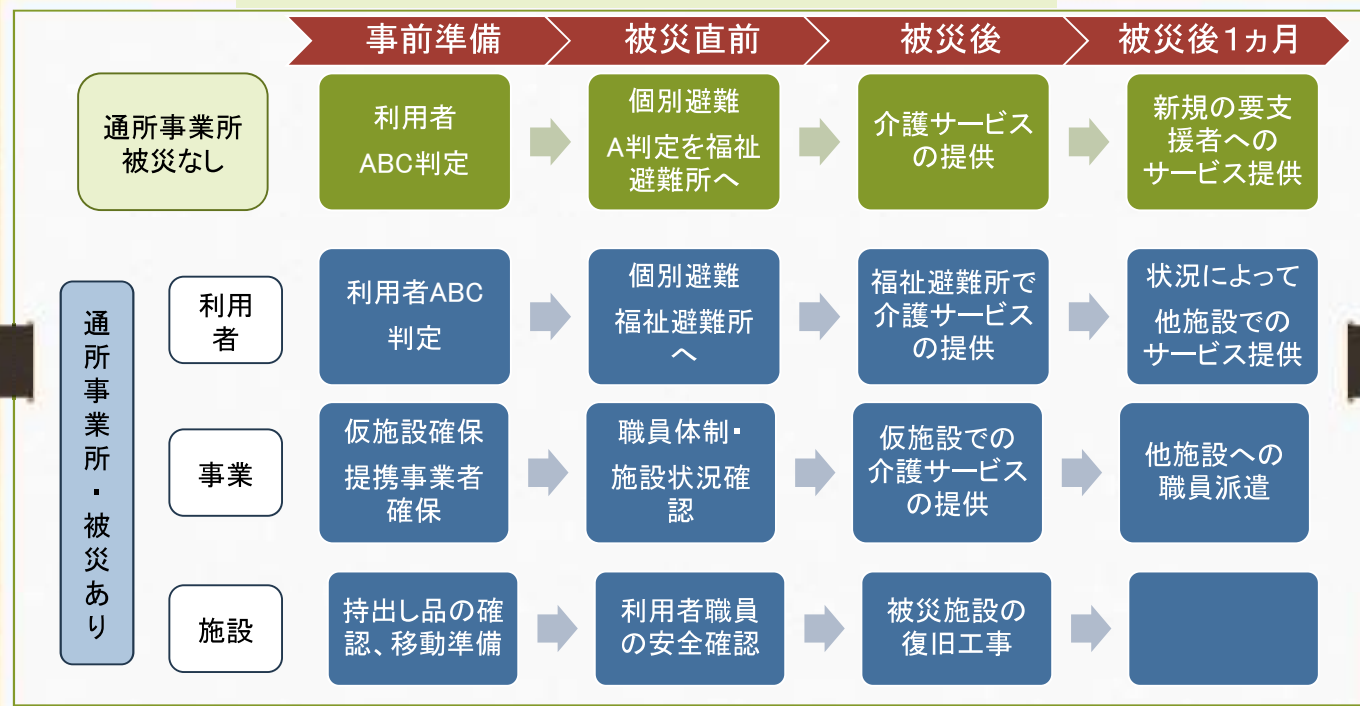 事前準備
被災直前
被災後
被災後1ヵ月
通所事業所
被災なし
利用者
ABC判定
個別避難
A判定を福祉
避難所へ
介護サービス
の提供
新規の要支
援者への
サービス提供
通所事業所・被災あり
利用
者
利用者ABC
判定
個別避難
福祉避難所
へ
福祉避難所で
介護サービス
の提供
状況によって
他施設での
サービス提供
事業
仮施設確保
提携事業者
確保
職員体制・
施設状況確
認
仮施設での
介護サービス
の提供
他施設への
職員派遣
施設
持出し品の確
認、移動準備
利用者職員
の安全確認
被災施設の
復旧工事